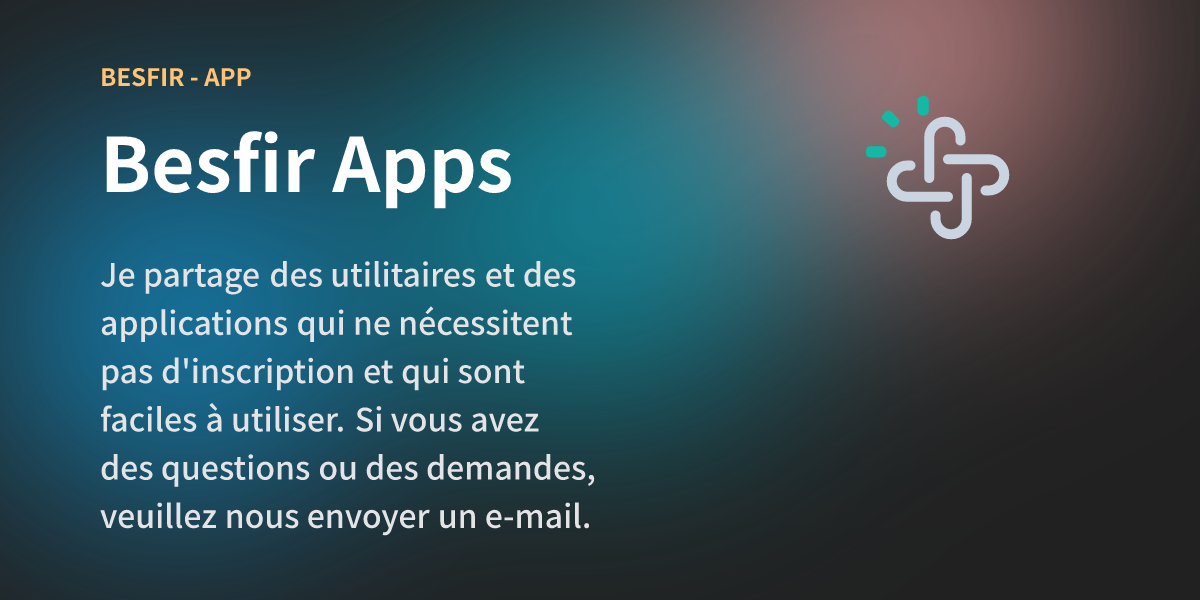 BESFIR - APP
Besfir Apps
Je partage des utilitaires et des
applications qui ne nécessitent
pas d'inscription et qui sont
faciles à utiliser. Si vous avez
des questions ou des demandes,
veuillez nous envoyer un e-mail.